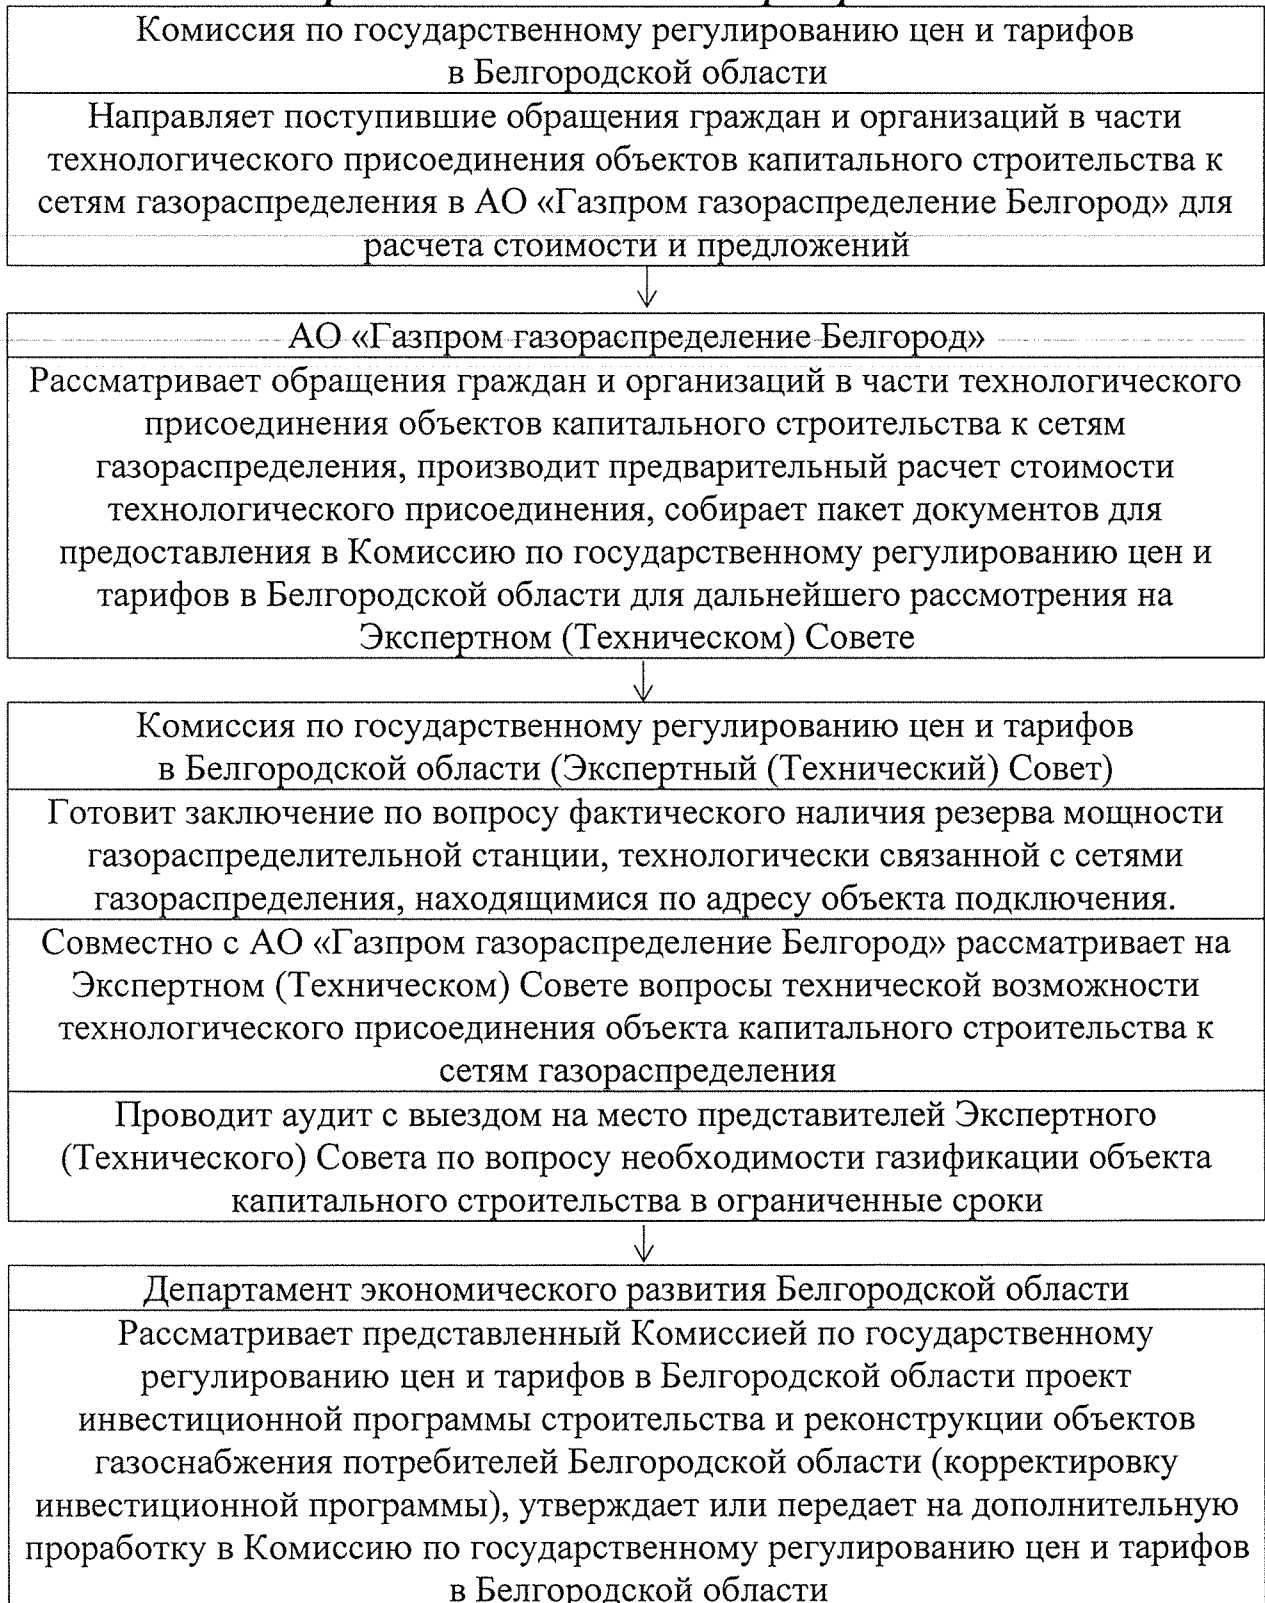 Комиссия по государственному регулированию цен и тарифов
в Белгородской области
Направляет поступившие обращения граждан и организаций в части
технологического присоединения объектов капитального строительства к
сетям газораспределения в АО «Газпром газораспределение Белгород» для
расчета стоимости и предложений
АО «Газпром газораспределение Белгород»
Рассматривает обращения граждан и организаций в части технологического
присоединения объектов капитального строительства к сетям
газораспределения, производит предварительный расчет стоимости
технологического присоединения, собирает пакет документов для
предоставления в Комиссию по государственному регулированию цен и
тарифов в Белгородской области для дальнейшего рассмотрения на
Экспертном (Техническом) Совете
Комиссия по государственному регулированию цен и тарифов
в Белгородской области (Экспертный (Технический) Совет)
Готовит заключение по вопросу фактического наличия резерва мощности
газораспределительной станции, технологически связанной с сетями
газораспределения, находящимися по адресу объекта подключения.
Совместно с АО «Газпром газораспределение Белгород» рассматривает на
Экспертном (Техническом) Совете вопросы технической возможности
технологического присоединения объекта капитального строительства к
сетям газораспределения
Проводит аудит с выездом на место представителей Экспертного
(Технического) Совета по вопросу необходимости газификации объекта
капитального строительства в ограниченные сроки
Департамент экономического развития Белгородской области
Рассматривает представленный Комиссией по государственному
регулированию цен и тарифов в Белгородской области проект
инвестиционной программы строительства и реконструкции объектов
газоснабжения потребителей Белгородской области (корректировку
инвестиционной программы), утверждает или передает на дополнительную
проработку в Комиссию по государственному регулированию цен и тарифов
в Белгородской области